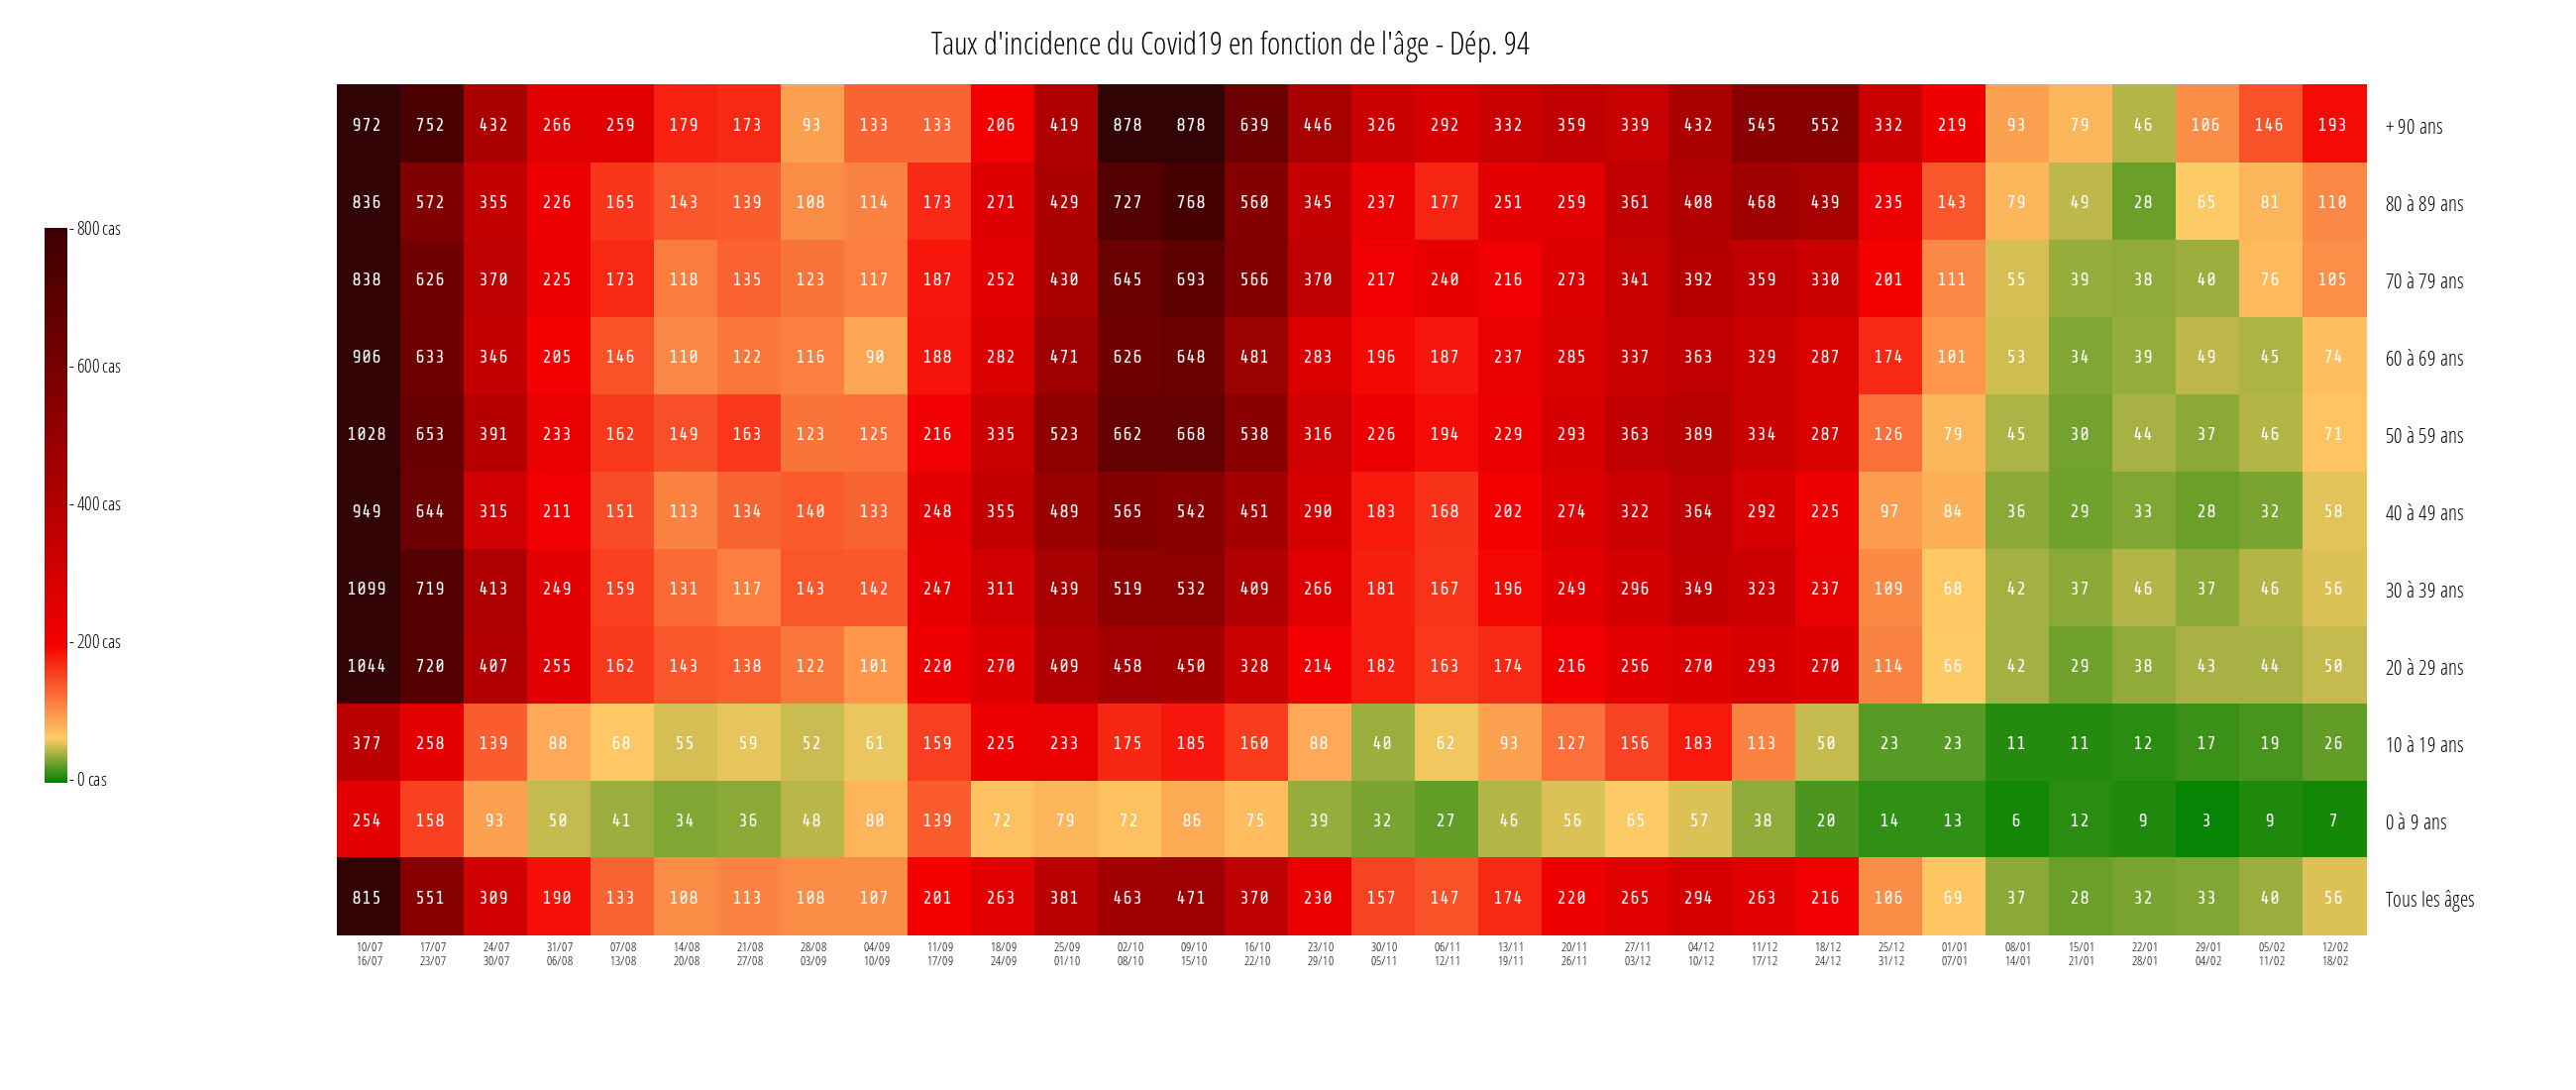 Taux d'incidence du Covid19 en fonction de l'âge - Dép. 94
972 752 432 266 259 179 173 93 133 133 206 419 878 878 639 446 326 292 332 359 339 432 545 552 332 219 93 79 46 106 146 193 + 90 ans
836 572 355 226 165 143 139 108 114 173 271 429 727 768 560 345 237 177 251 259 361 408 468 439 235 143 79 49 28 65 81 110 80 à 89 ans
- 800 cas
838 626 370 225 173 118 135 123 117 187 252 430 645 693 566 370 217 240 216 273 341 392 359 330 201 111 55 39 38 40 76 105 70 à 79 ans
906 633 346 205 146 110 122 116 90 188 282 471 626 648 481 283 196 187 237 285 337 363 329 287 174 101 53 34 39 49 45 74 60 à 69 ans
- 600 cas
1028 653 391 233 162 149 163 123 125 216 335 523 662 668 538 316 226 194 229 293 363 389 334 287 126 79 45 30 44 37 46 71 50 à 59 ans
- 400 cas
949 644 315 211 151 113 134 140 133 248 355 489 565 542 451 290 183 168 202 274 322 364 292 225 97 84 36 29 33 28 32 58 40 à 49 ans
1099 719 413 249 159 131 117 143 142 247 311 439 519 532 409 266 181 167 196 249 296 349 323 237 109 68 42 37 46 37 46 56 30 à 39 ans
- 200 cas
1044 720 407 255 162 143 138 122 101 220 270 409 458 450 328 214 182 163 174 216 256 270 293 270 114 66 42 29 38 43 44 50 20 à 29 ans
377 258 139 88 68 55 59 52 61 159 225 233 175 185 160 88 40 62 93 127 156 183 113 50 23 23 11 11 12 17 19 26 10 à 19 ans
- 0 cas
254 158 93 50 41 34 36 48 80 139 72 79 72 86 75 39 32 27 46 56 65 57 38 20 14 13 6 12 9 3 9 7 0 à 9 ans
815 551 309 190 133 108 113 108 107 201 263 381 463 471 370 230 157 147 174 220 265 294 263 216 106 69 37 28 32 33 40 56 Tous les âges
10/07 17/07 24/07 31/07 07/08 14/08 21/08 28/08 04/09 11/09 18/09 25/09 02/10 09/10 16/10 23/10 30/10 06/11 13/11 20/11 27/11 04/12 11/12 18/12 25/12 01/01 08/01 15/01 22/01 29/01 05/02 12/02
16/07 23/07 30/07 06/08 13/08 20/08 27/08 03/09 10/09 17/09 24/09 01/10 08/10 15/10 22/10 29/10 05/11 12/11 19/11 26/11 03/12 10/12 17/12 24/12 31/12 07/01 14/01 21/01 28/01 04/02 11/02 18/02